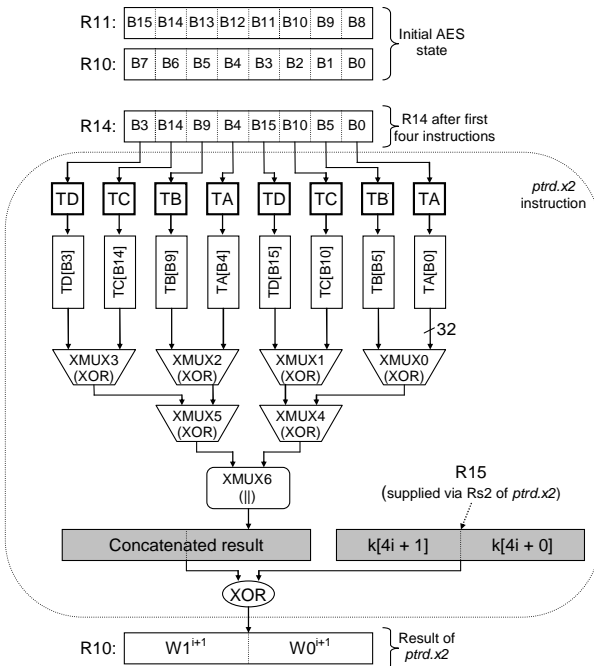 R11: B15 B14 B13 B12 B11 B10 B9 B8
R10: B7 B6 B5 B4 B3 B2 B1 B0
Initial AES
state
R14: B3 B14 B9 B4 B15 B10 B5 B0
R14 after first
four instructions
ptrd.x2
instruction
TD TC TB TA TD TC TB TA
TD[B3] TC[B14] TB[B9] TA[B4] TD[B15] TC[B10] TB[B5] TA[B0]
32
XMUX3 XMUX2 XMUX1 XMUX0
(XOR) (XOR) (XOR) (XOR)
XMUX5 XMUX4
(XOR) (XOR)
XMUX6
(||)
R15
(supplied via Rs2 of ptrd.x2)
Concatenated result k[4i + 1] k[4i + 0]
XOR
R10: W1^{i+1} W0^{i+1}
Result of
ptrd.x2